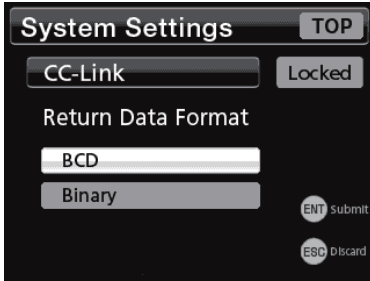 System Settings TOP
CC-Link Locked
Return Data Format
BCD
Binary
ENT Submit
ESC Discard